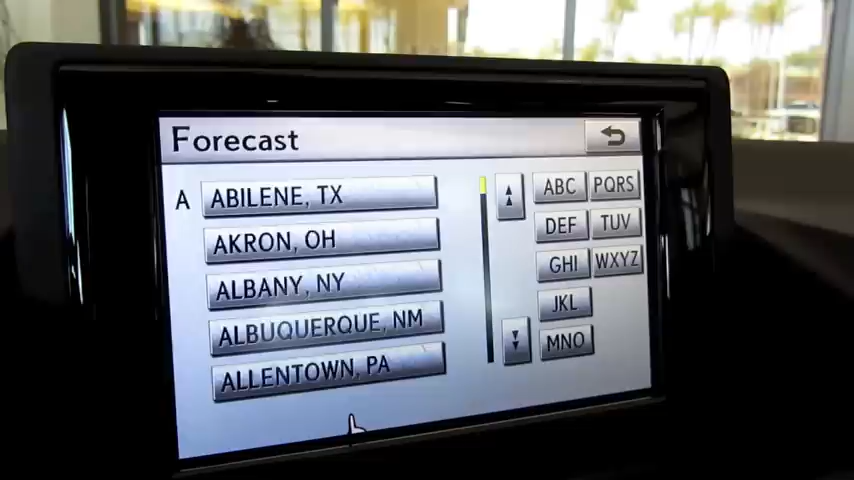 Forecast
A ABILENE, TX
AKRON, OH
ALBANY, NY
ALBUQUERQUE, NM
ALLENTOWN, PA
ABC PQRS
DEF TUV
GHI WXYZ
JKL
MNO